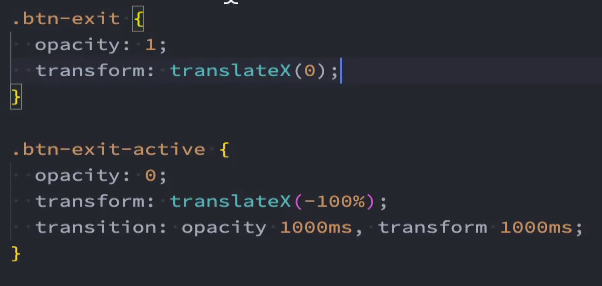 .btn-exit {
  opacity: 1;
  transform: translateX(0);
}

.btn-exit-active {
  opacity: 0;
  transform: translateX(-100%);
  transition: opacity 1000ms, transform 1000ms;
}